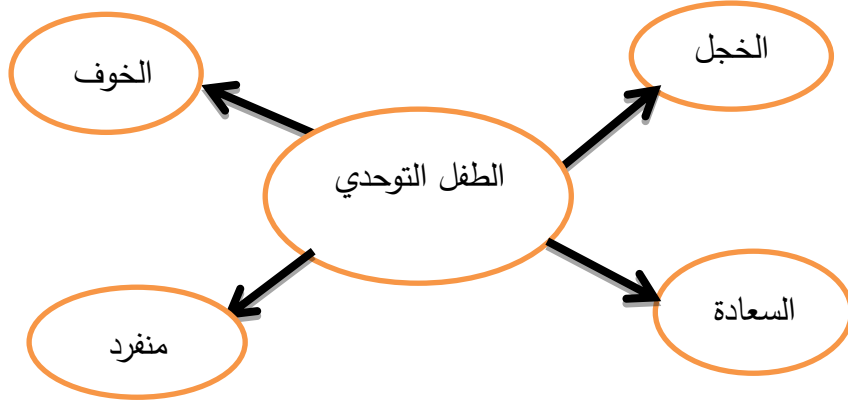 الخجل
الخوف
الطفل التوحدي
السعادة
منفرد